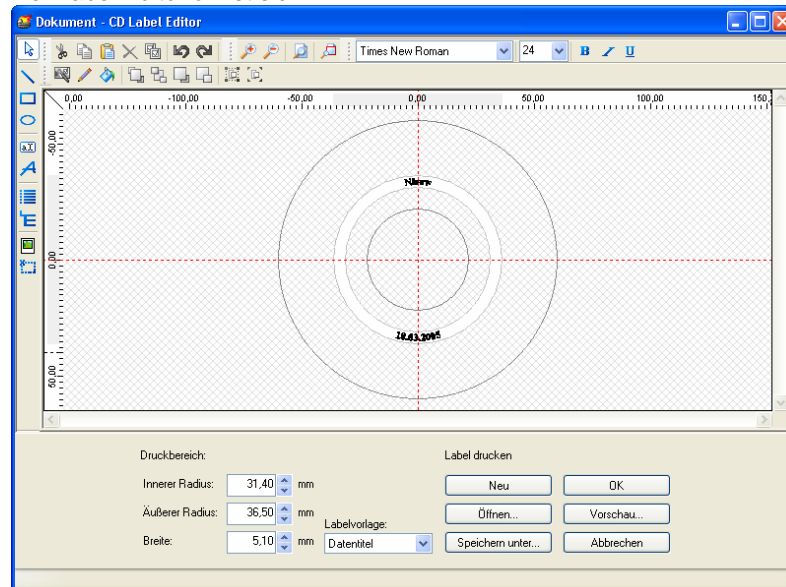 Dokument - CD Label Editor
Times New Roman 24 B U
0,00 -100,00 -50,00 0,00 50,00 100,00 150,
-50,00
0,00
50,00
18.03.2005
Druckbereich:
Label drucken
Innerer Radius: 31,40 mm
Neu
OK
Äußerer Radius: 36,50 mm
Öffnen...
Vorschau...
Labelvorlage:
Breite: 5,10 mm
Datentitel
Speichern unter...
Abbrechen